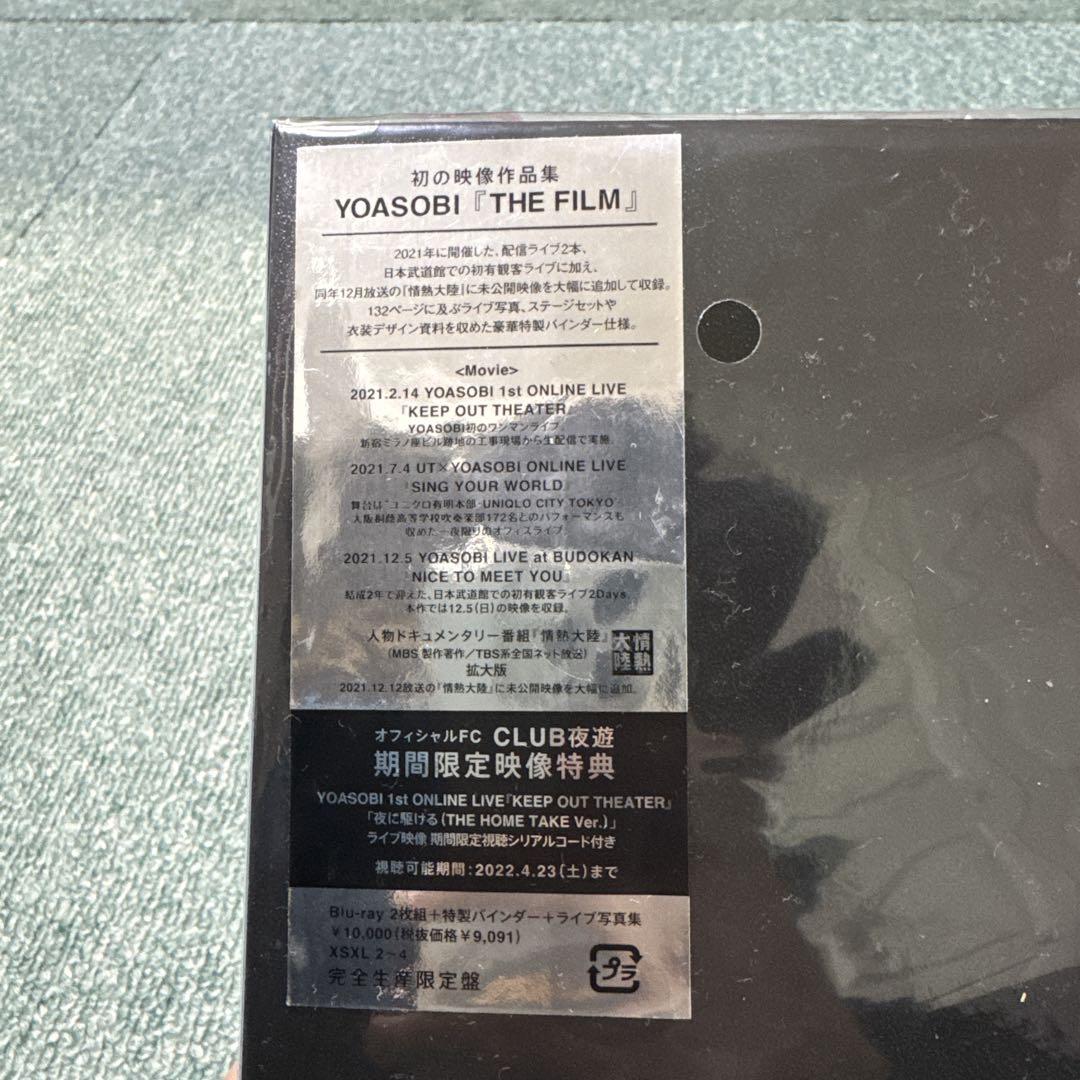 初の映像作品集
YOASOBI『THE FILM』
2021年に開催した、配信ライブ2本、
日本武道館での初有観客ライブに加え、
同年12月放送の『情熱大陸』に未公開映像を大幅に追加して収録。
132ページに及ぶライブ写真、ステージセットや
衣装デザイン資料を収めた豪華特製バインダー仕様。
<Movie>
2021.2.14 YOASOBI 1st ONLINE LIVE
『KEEP OUT THEATER』
YOASOBI初のワンマンライブ。
新宿ミラノ座ビル跡地の工事現場から生配信で実施。
2021.7.4 UT×YOASOBI ONLINE LIVE
『SING YOUR WORLD』
舞台は"ユニクロ有明本部-UNIQLO CITY TOKYO"
大阪桐蔭高等学校吹奏楽部172名とのパフォーマンスも
収めた一夜限りのオフィスライブ。
2021.12.5 YOASOBI LIVE at BUDOKAN
『NICE TO MEET YOU』
結成2年で迎えた、日本武道館での初有観客ライブ2Days。
本作では12.5(日)の映像を収録。
人物ドキュメンタリー番組『情熱大陸』
(MBS 製作著作/TBS系全国ネット放送)
拡大版
情熱大陸
2021.12.12放送の『情熱大陸』に未公開映像を大幅に追加。
オフィシャルFC CLUB夜遊
期間限定映像特典
YOASOBI 1st ONLINE LIVE『KEEP OUT THEATER』
「夜に駆ける(THE HOME TAKE Ver.)」
ライブ映像 期間限定視聴シリアルコード付き
視聴可能期間:2022.4.23(土)まで
Blu-ray 2枚組+特製バインダー+ライブ写真集
¥10,000(税抜価格¥9,091)
XSXL 2~4
完全生産限定盤
プラ